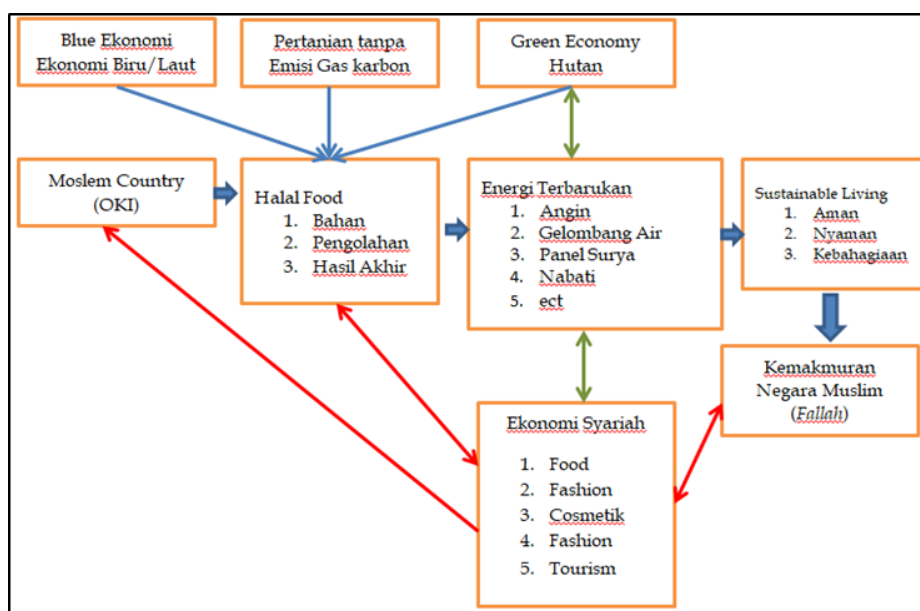 Blue Ekonomi
Ekonomi Biru/Laut
Pertanian tanpa
Emisi Gas karbon
Green Economy
Hutan
Moslem Country
(OKI)
Halal Food
1. Bahan
2. Pengolahan
3. Hasil Akhir
Energi Terbarukan
1. Angin
2. Gelombang Air
3. Panel Surya
4. Nabati
5. ect
Sustainable Living
1. Aman
2. Nyaman
3. Kebahagiaan
Kemakmuran
Negara Muslim
(Fallah)
Ekonomi Syariah
1. Food
2. Fashion
3. Cosmetik
4. Fashion
5. Tourism